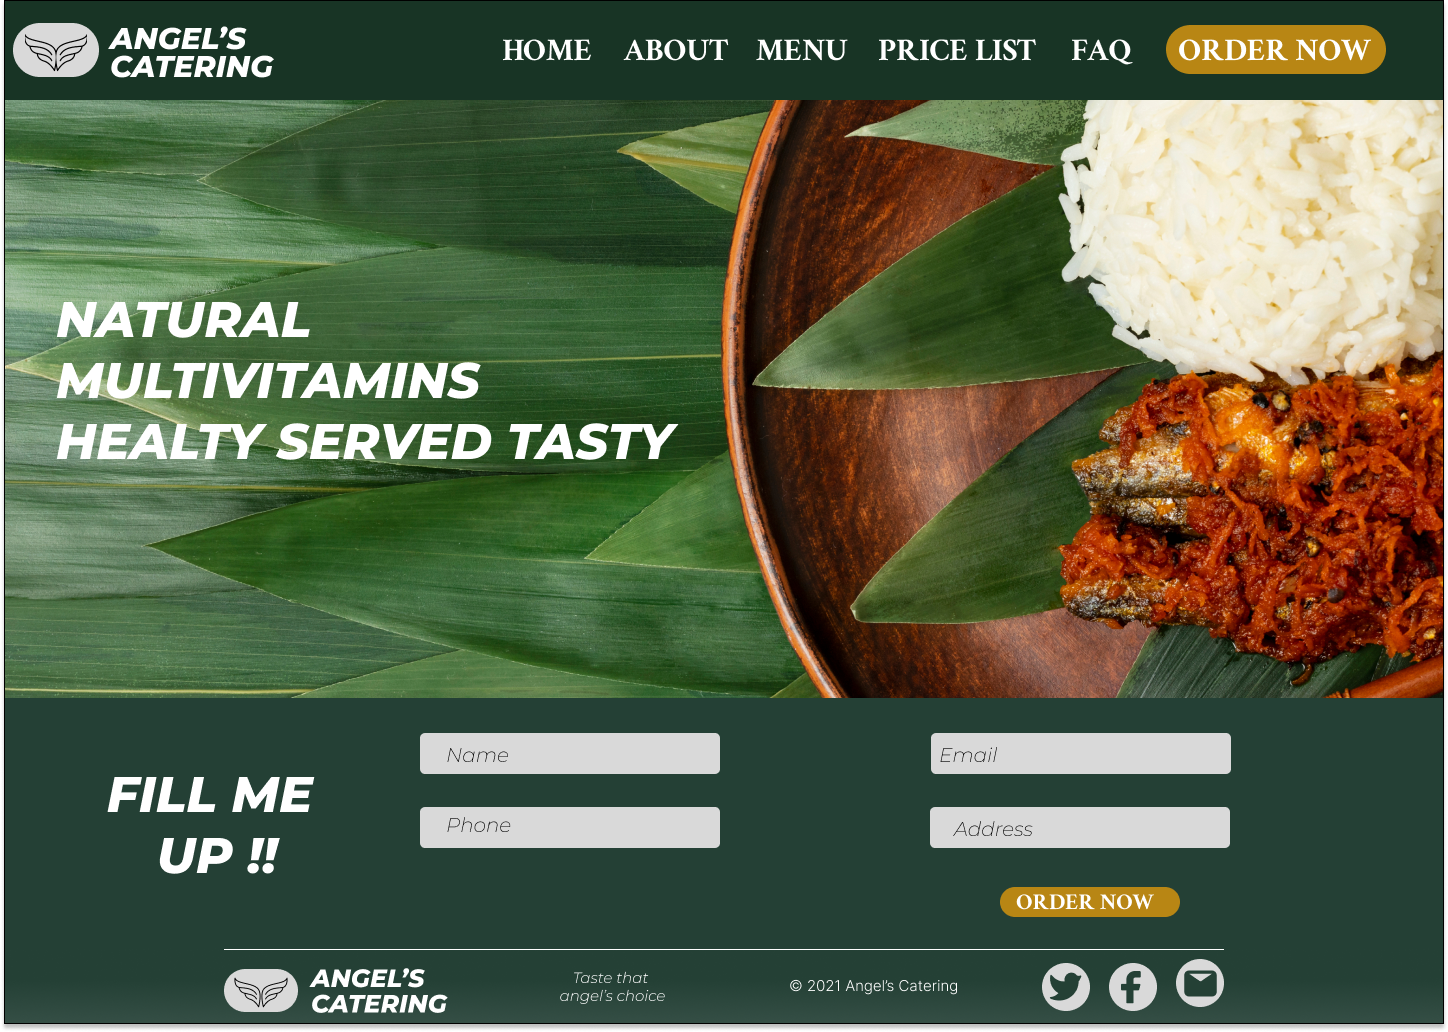 ANGEL'S
CATERING
HOME ABOUT MENU PRICE LIST FAQ ORDER NOW
NATURAL
MULTIVITAMINS
HEALTY SERVED TASTY
FILL ME
UP !!
Name
Email
Phone
Address
ORDER NOW
ANGEL'S
CATERING
Taste that
angel's choice
© 2021 Angel's Catering